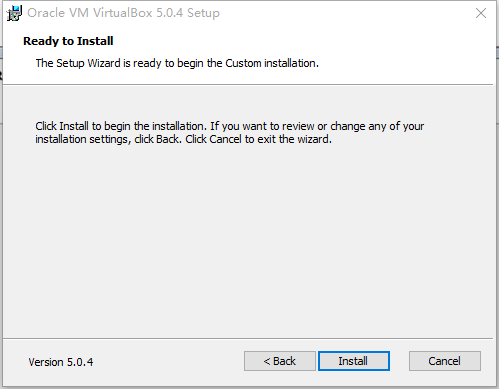 Oracle VM VirtualBox 5.0.4 Setup
Ready to Install
The Setup Wizard is ready to begin the Custom installation.
Click Install to begin the installation. If you want to review or change any of your
installation settings, click Back. Click Cancel to exit the wizard.
Version 5.0.4
< Back
Install
Cancel